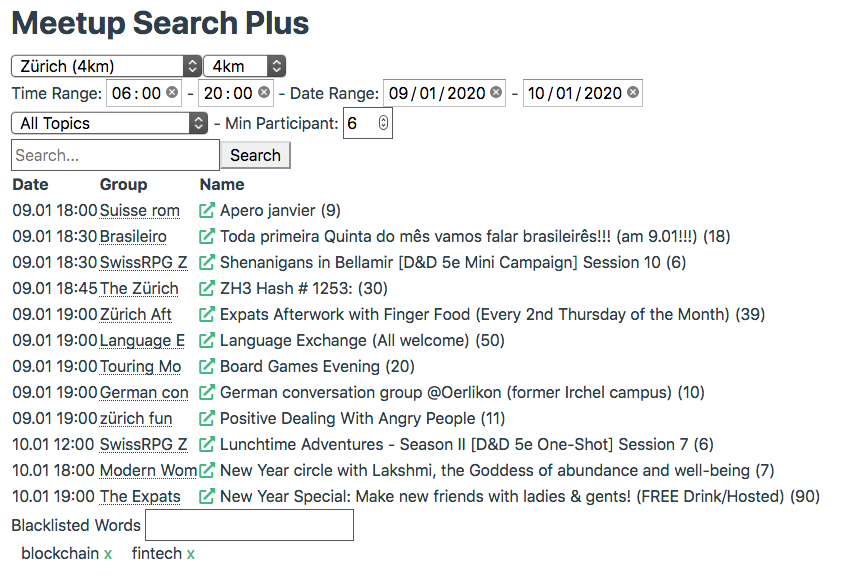 Meetup Search Plus
Zürich (4km) 4km
Time Range: 06:00 - 20:00 - Date Range: 09/01/2020 - 10/01/2020
All Topics - Min Participant: 6
Search... Search
Date Group Name
09.01 18:00 Suisse rom Apero janvier (9)
09.01 18:30 Brasileiro Toda primeira Quinta do mês vamos falar brasileirês!!! (am 9.01!!!) (18)
09.01 18:30 SwissRPG Z Shenanigans in Bellamir [D&D 5e Mini Campaign] Session 10 (6)
09.01 18:45 The Zürich ZH3 Hash # 1253: (30)
09.01 19:00 Zürich Aft Expats Afterwork with Finger Food (Every 2nd Thursday of the Month) (39)
09.01 19:00 Language E Language Exchange (All welcome) (50)
09.01 19:00 Touring Mo Board Games Evening (20)
09.01 19:00 German con German conversation group @Oerlikon (former Irchel campus) (10)
09.01 19:00 zürich fun Positive Dealing With Angry People (11)
10.01 12:00 SwissRPG Z Lunchtime Adventures - Season II [D&D 5e One-Shot] Session 7 (6)
10.01 18:00 Modern Wom New Year circle with Lakshmi, the Goddess of abundance and well-being (7)
10.01 19:00 The Expats New Year Special: Make new friends with ladies & gents! (FREE Drink/Hosted) (90)
Blacklisted Words
blockchain x fintech x